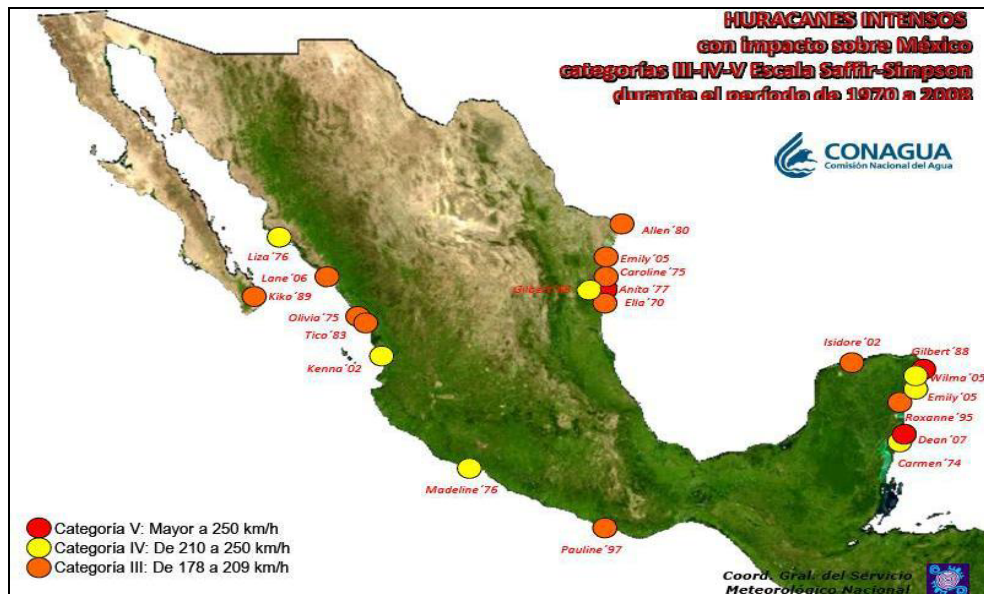 HURACANES INTENSOS
con impacto sobre México
categorías III-IV-V Escala Saffir-Simpson
durante el período de 1970 a 2008
CONAGUA
Comisión Nacional del Agua
Allen´80
Liza´76
Emily´05
Lane´06
Caroline´75
Gilbert´88
Anita´77
Kiko´89
Ella´70
Olivia´75
Tico´83
Isidore´02
Gilbert´88
Kenna´02
Wilma´05
Emily´05
Roxanne´95
Dean´07
Carmen´74
Madeline´76
Pauline´97
Categoría V: Mayor a 250 km/h
Categoría IV: De 210 a 250 km/h
Categoría III: De 178 a 209 km/h
Coord. Gral. del Servicio
Meteorológico Nacional